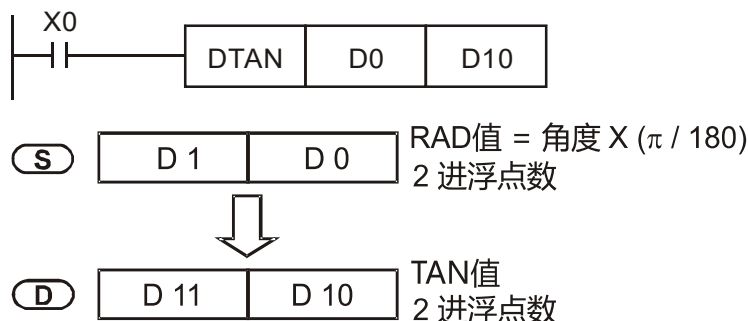 X0
DTAN D0 D10
S D 1 D 0 RAD值 = 角度 X (π / 180)
2 进浮点数
D D 11 D 10 TAN值
2 进浮点数